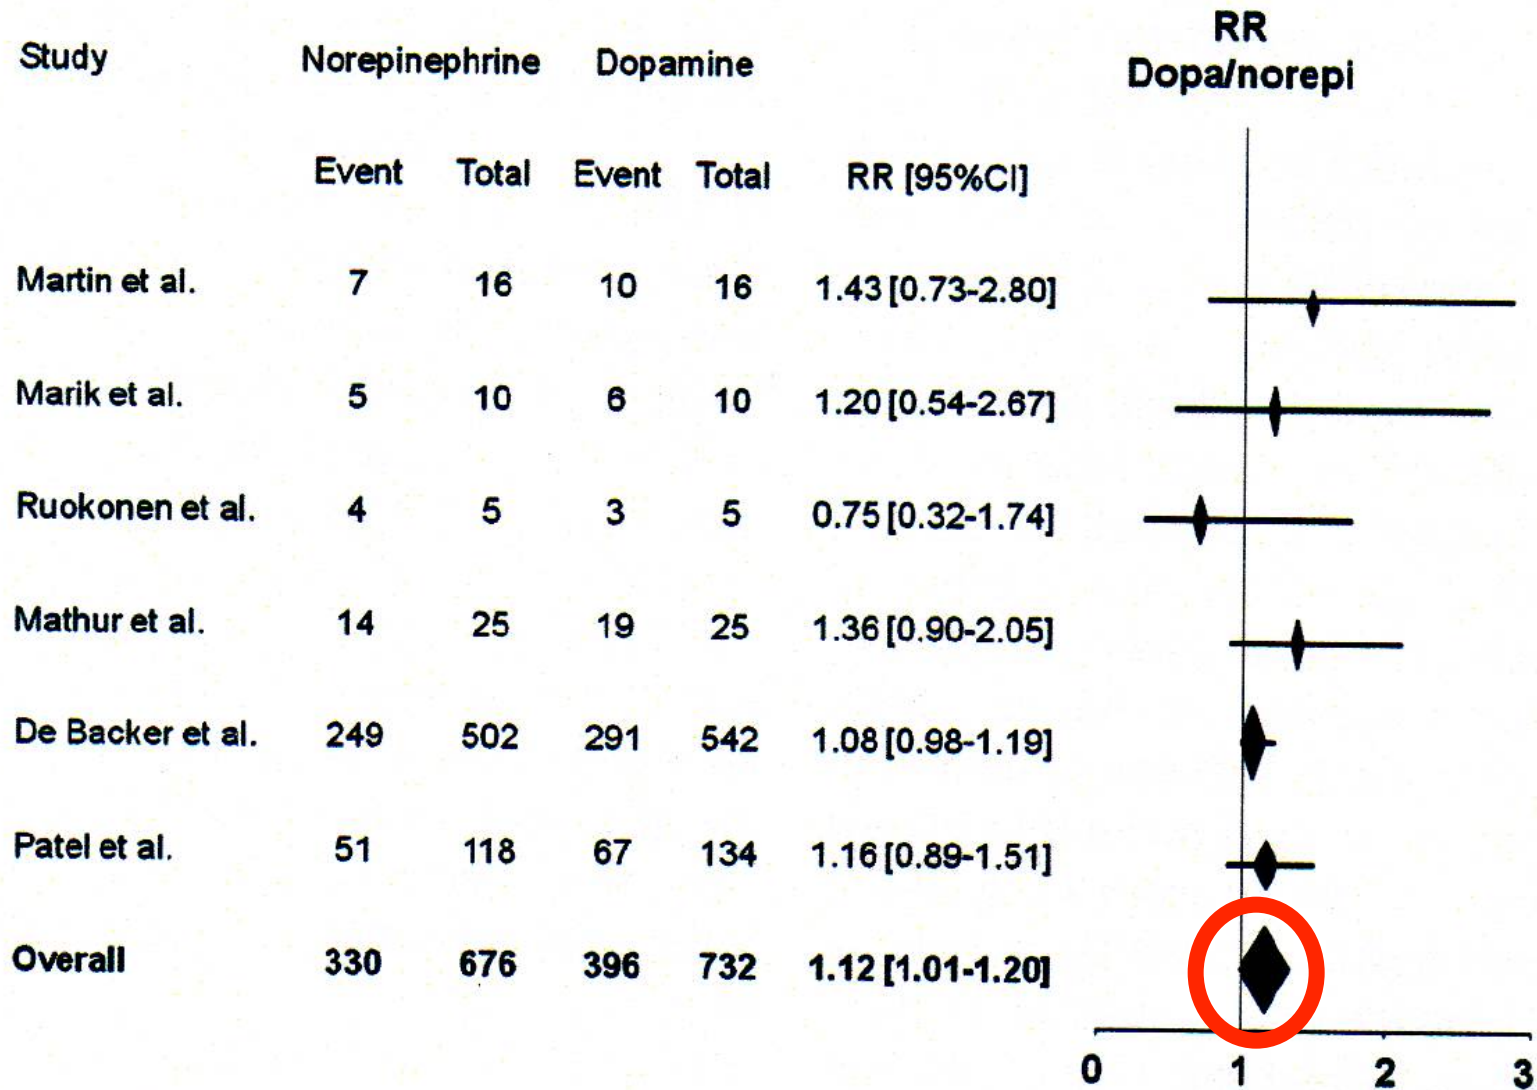 RR
Study Norepinephrine Dopamine Dopa/norepi
Event Total Event Total RR [95%CI]
Martin et al. 7 16 10 16 1.43 [0.73-2.80]
Marik et al. 5 10 6 10 1.20 [0.54-2.67]
Ruokonen et al. 4 5 3 5 0.75 [0.32-1.74]
Mathur et al. 14 25 19 25 1.36 [0.90-2.05]
De Backer et al. 249 502 291 542 1.08 [0.98-1.19]
Patel et al. 51 118 67 134 1.16 [0.89-1.51]
Overall 330 676 396 732 1.12 [1.01-1.20]
0 1 2 3